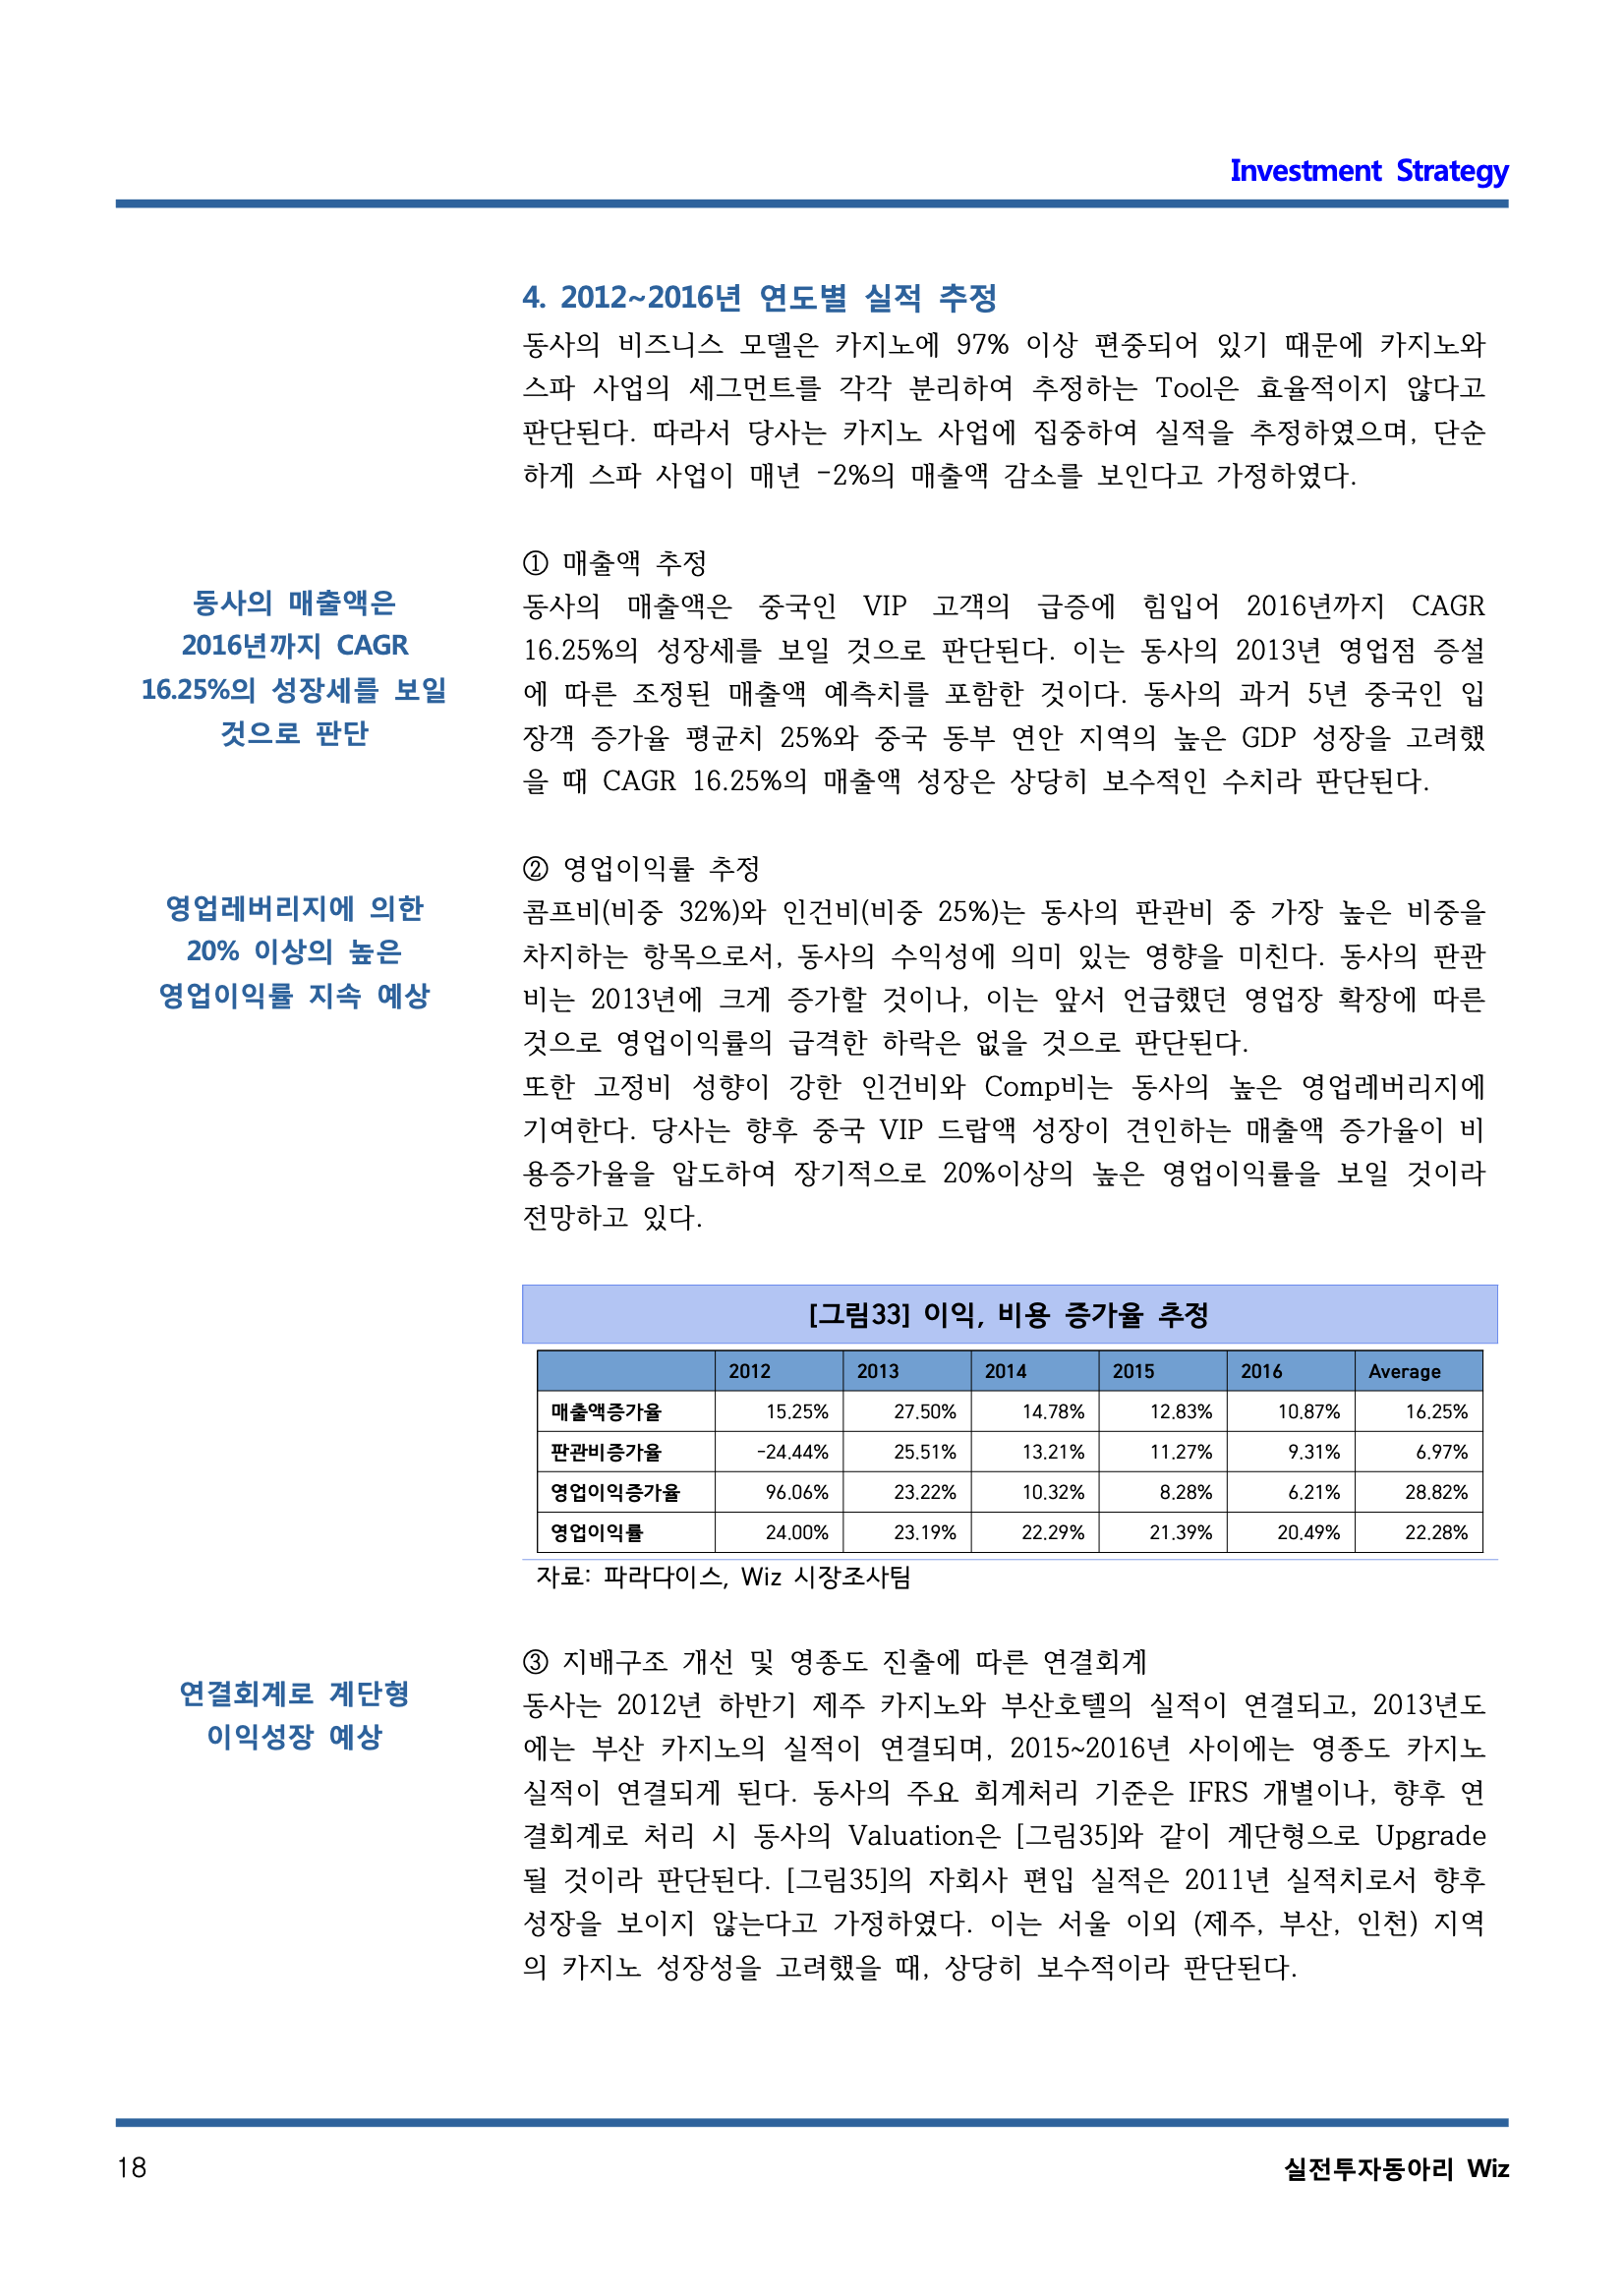 Investment Strategy
4. 2012~2016년 연도별 실적 추정
동사의 비즈니스 모델은 카지노에 97% 이상 편중되어 있기 때문에 카지노와
스파 사업의 세그먼트를 각각 분리하여 추정하는 Tool은 효율적이지 않다고
판단된다. 따라서 당사는 카지노 사업에 집중하여 실적을 추정하였으며, 단순
하게 스파 사업이 매년 -2%의 매출액 감소를 보인다고 가정하였다.
동사의 매출액은
2016년까지 CAGR
16.25%의 성장세를 보일
것으로 판단
① 매출액 추정
동사의 매출액은 중국인 VIP 고객의 급증에 힘입어 2016년까지 CAGR
16.25%의 성장세를 보일 것으로 판단된다. 이는 동사의 2013년 영업점 증설
에 따른 조정된 매출액 예측치를 포함한 것이다. 동사의 과거 5년 중국인 입
장객 증가율 평균치 25%와 중국 동부 연안 지역의 높은 GDP 성장을 고려했
을 때 CAGR 16.25%의 매출액 성장은 상당히 보수적인 수치라 판단된다.
영업레버리지에 의한
20% 이상의 높은
영업이익률 지속 예상
② 영업이익률 추정
콤프비(비중 32%)와 인건비(비중 25%)는 동사의 판관비 중 가장 높은 비중을
차지하는 항목으로서, 동사의 수익성에 의미 있는 영향을 미친다. 동사의 판관
비는 2013년에 크게 증가할 것이나, 이는 앞서 언급했던 영업장 확장에 따른
것으로 영업이익률의 급격한 하락은 없을 것으로 판단된다.
또한 고정비 성향이 강한 인건비와 Comp비는 동사의 높은 영업레버리지에
기여한다. 당사는 향후 중국 VIP 드랍액 성장이 견인하는 매출액 증가율이 비
용증가율을 압도하여 장기적으로 20%이상의 높은 영업이익률을 보일 것이라
전망하고 있다.
[그림33] 이익, 비용 증가율 추정
2012 2013 2014 2015 2016 Average
매출액증가율 15.25% 27.50% 14.78% 12.83% 10.87% 16.25%
판관비증가율 -24.44% 25.51% 13.21% 11.27% 9.31% 6.97%
영업이익증가율 96.06% 23.22% 10.32% 8.28% 6.21% 28.82%
영업이익률 24.00% 23.19% 22.29% 21.39% 20.49% 22.28%
자료: 파라다이스, Wiz 시장조사팀
연결회계로 계단형
이익성장 예상
③ 지배구조 개선 및 영종도 진출에 따른 연결회계
동사는 2012년 하반기 제주 카지노와 부산호텔의 실적이 연결되고, 2013년도
에는 부산 카지노의 실적이 연결되며, 2015~2016년 사이에는 영종도 카지노
실적이 연결되게 된다. 동사의 주요 회계처리 기준은 IFRS 개별이나, 향후 연
결회계로 처리 시 동사의 Valuation은 [그림35]와 같이 계단형으로 Upgrade
될 것이라 판단된다. [그림35]의 자회사 편입 실적은 2011년 실적치로서 향후
성장을 보이지 않는다고 가정하였다. 이는 서울 이외 (제주, 부산, 인천) 지역
의 카지노 성장성을 고려했을 때, 상당히 보수적이라 판단된다.
18
실전투자동아리 Wiz